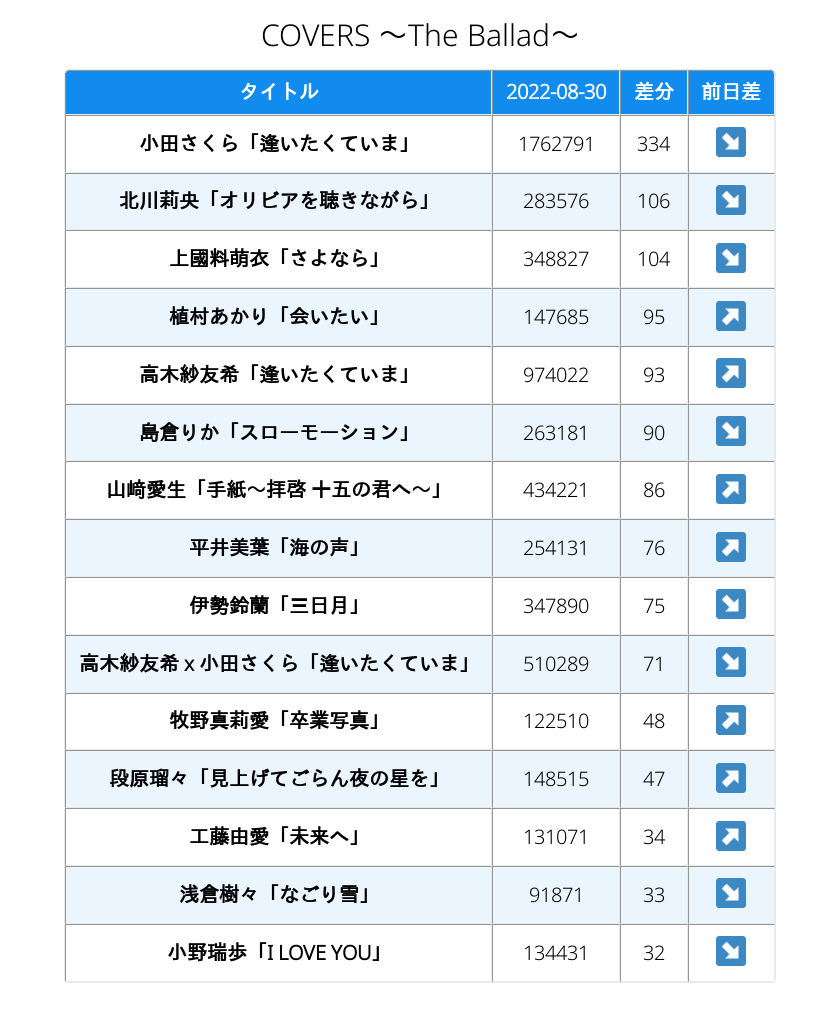 COVERS ～The Ballad～
タイトル 2022-08-30 差分 前日差
小田さくら「逢いたくていま」 1762791 334 ↘
北川莉央「オリビアを聴きながら」 283576 106 ↘
上國料萌衣「さよなら」 348827 104 ↘
植村あかり「会いたい」 147685 95 ↗
高木紗友希「逢いたくていま」 974022 93 ↗
島倉りか「スローモーション」 263181 90 ↘
山﨑愛生「手紙～拝啓 十五の君へ～」 434221 86 ↗
平井美葉「海の声」 254131 76 ↗
伊勢鈴蘭「三日月」 347890 75 ↘
高木紗友希 x 小田さくら「逢いたくていま」 510289 71 ↘
牧野真莉愛「卒業写真」 122510 48 ↗
段原瑠々「見上げてごらん夜の星を」 148515 47 ↗
工藤由愛「未来へ」 131071 34 ↗
浅倉樹々「なごり雪」 91871 33 ↘
小野瑞歩「I LOVE YOU」 134431 32 ↘